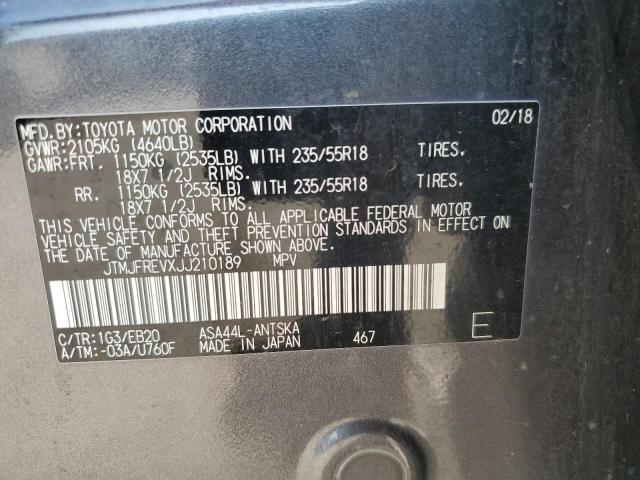 MFD.BY:TOYOTA MOTOR CORPORATION 02/18
GVWR:2105KG (4640LB)
GAWR:FRT. 1150KG (2535LB) WITH 235/55R18 TIRES.
18X7 1/2J RIMS.
RR. 1150KG (2535LB) WITH 235/55R18 TIRES.
18X7 1/2J RIMS.
THIS VEHICLE CONFORMS TO ALL APPLICABLE FEDERAL MOTOR
VEHICLE SAFETY AND THEFT PREVENTION STANDARDS IN EFFECT ON
THE DATE OF MANUFACTURE SHOWN ABOVE.
JTMJFREVXJJ210189 MPV
C/TR:1G3/EB20 ASA44L-ANTSKA
A/TM:-03A/U760F MADE IN JAPAN 467 E